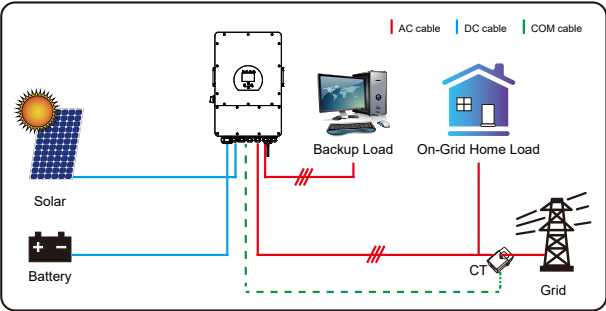 AC cable
DC cable
COM cable
Backup Load
On-Grid Home Load
Solar
Battery
CT
Grid